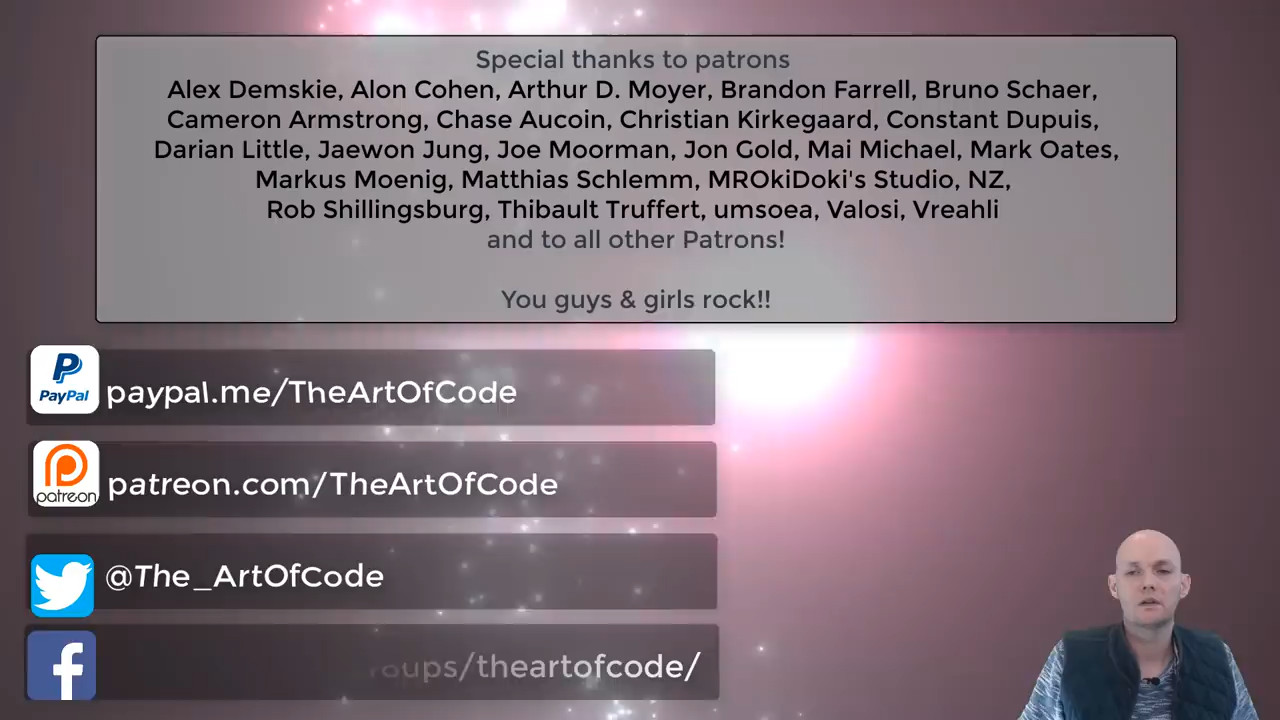 Special thanks to patrons
Alex Demskie, Alon Cohen, Arthur D. Moyer, Brandon Farrell, Bruno Schaer,
Cameron Armstrong, Chase Aucoin, Christian Kirkegaard, Constant Dupuis,
Darian Little, Jaewon Jung, Joe Moorman, Jon Gold, Mai Michael, Mark Oates,
Markus Moenig, Matthias Schlemm, MROkiDoki's Studio, NZ,
Rob Shillingsburg, Thibault Truffert, umsoea, Valosi, Vreahli
and to all other Patrons!
You guys & girls rock!!
PayPal
paypal.me/TheArtOfCode
patreon
patreon.com/TheArtOfCode
@The_ArtOfCode
oups/theartofcode/